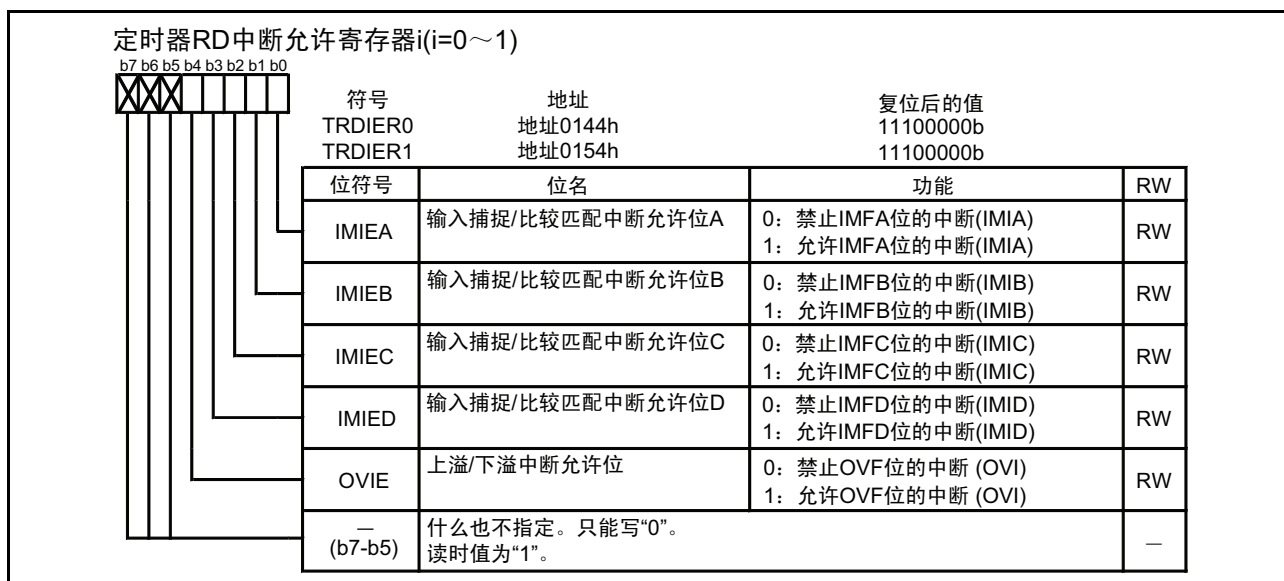 定时器RD中断允许寄存器i(i=0～1)
b7 b6 b5 b4 b3 b2 b1 b0
符号 地址 复位后的值
TRDIER0 地址0144h 11100000b
TRDIER1 地址0154h 11100000b
位符号 位名 功能 RW
IMIEA 输入捕捉/比较匹配中断允许位A 0：禁止IMFA位的中断(IMIA) RW
1：允许IMFA位的中断(IMIA)
IMIEB 输入捕捉/比较匹配中断允许位B 0：禁止IMFB位的中断(IMIB) RW
1：允许IMFB位的中断(IMIB)
IMIEC 输入捕捉/比较匹配中断允许位C 0：禁止IMFC位的中断(IMIC) RW
1：允许IMFC位的中断(IMIC)
IMIED 输入捕捉/比较匹配中断允许位D 0：禁止IMFD位的中断(IMID) RW
1：允许IMFD位的中断(IMID)
OVIE 上溢/下溢中断允许位 0：禁止OVF位的中断 (OVI) RW
1：允许OVF位的中断 (OVI)
— 什么也不指定。只能写“0”。 —
(b7-b5) 读时值为“1”。